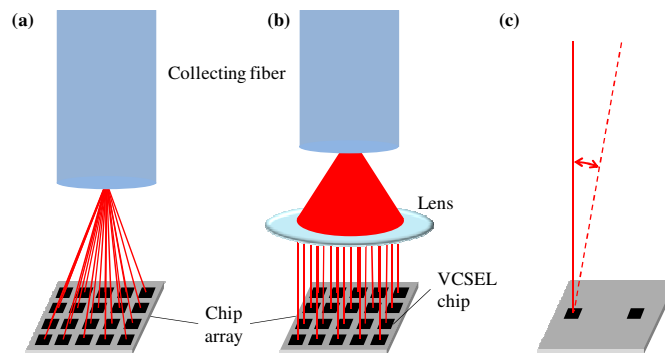 (a)
(b)
(c)
Collecting fiber
Lens
VCSEL
chip
Chip
array